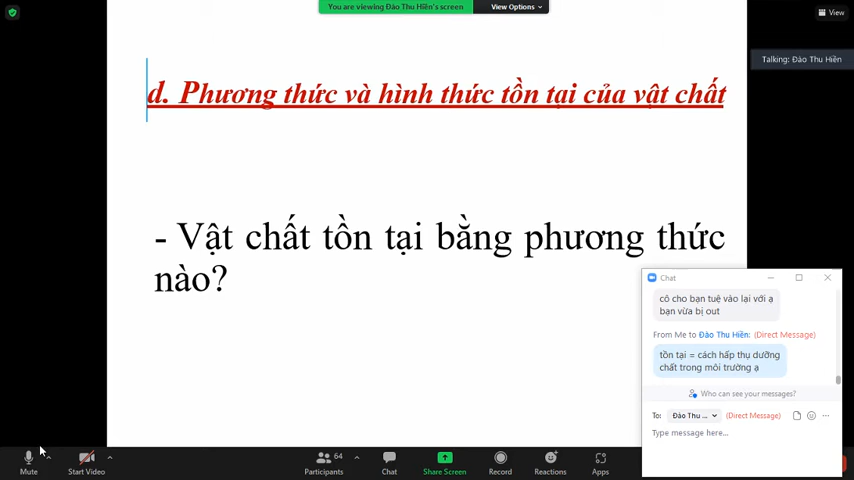 You are viewing Đào Thu Hiền's screen
View Options
View
Talking: Đào Thu Hiền
d. Phương thức và hình thức tồn tại của vật chất
- Vật chất tồn tại bằng phương thức
nào?
Chat
cô cho bạn tuệ vào lại với ạ
bạn vừa bị out
From Me to Đào Thu Hiền: (Direct Message)
tồn tại = cách hấp thụ dưỡng
chất trong môi trường ạ
Who can see your messages?
To: Đào Thu ... (Direct Message)
Type message here...
Mute
Start Video
64
Participants
Chat
Share Screen
Record
Reactions
Apps